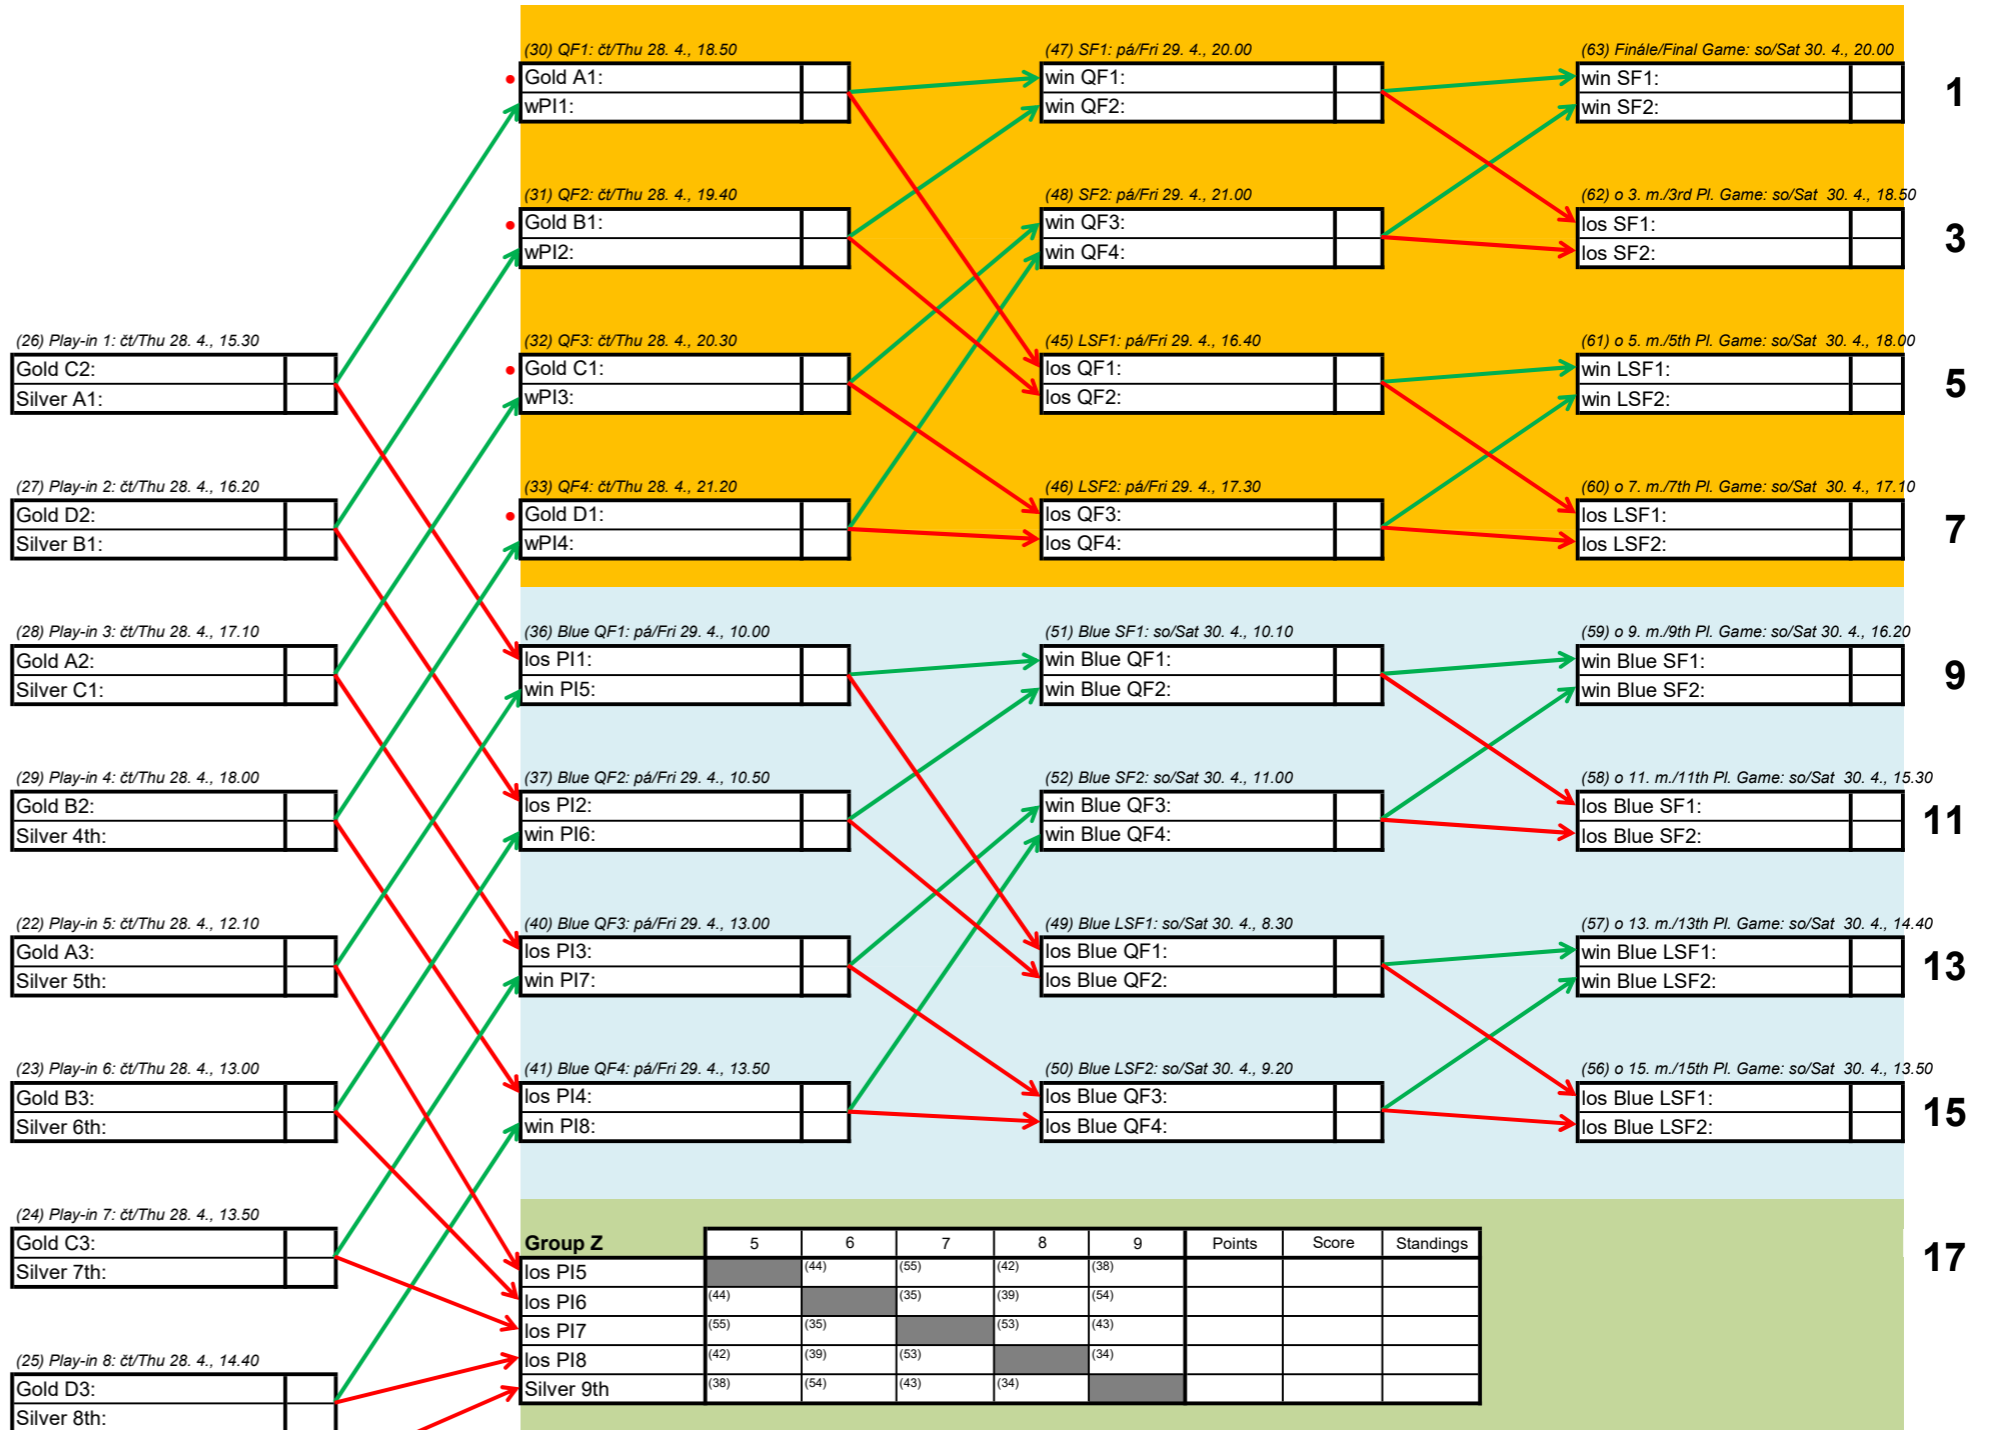 (30) QF1: čt/Thu 28. 4., 18.50
Gold A1:
wPI1:
(47) SF1: pá/Fri 29. 4., 20.00
win QF1:
win QF2:
(63) Finále/Final Game: so/Sat 30. 4., 20.00
win SF1:
win SF2:
1
(31) QF2: čt/Thu 28. 4., 19.40
Gold B1:
wPI2:
(48) SF2: pá/Fri 29. 4., 21.00
win QF3:
win QF4:
(62) o 3. m./3rd Pl. Game: so/Sat 30. 4., 18.50
los SF1:
los SF2:
3
(26) Play-in 1: čt/Thu 28. 4., 15.30
Gold C2:
Silver A1:
(32) QF3: čt/Thu 28. 4., 20.30
Gold C1:
wPI3:
(45) LSF1: pá/Fri 29. 4., 16.40
los QF1:
los QF2:
(61) o 5. m./5th Pl. Game: so/Sat 30. 4., 18.00
win LSF1:
win LSF2:
5
(27) Play-in 2: čt/Thu 28. 4., 16.20
Gold D2:
Silver B1:
(33) QF4: čt/Thu 28. 4., 21.20
Gold D1:
wPI4:
(46) LSF2: pá/Fri 29. 4., 17.30
los QF3:
los QF4:
(60) o 7. m./7th Pl. Game: so/Sat 30. 4., 17.10
los LSF1:
los LSF2:
7
(28) Play-in 3: čt/Thu 28. 4., 17.10
Gold A2:
Silver C1:
(36) Blue QF1: pá/Fri 29. 4., 10.00
los PI1:
win PI5:
(51) Blue SF1: so/Sat 30. 4., 10.10
win Blue QF1:
win Blue QF2:
(59) o 9. m./9th Pl. Game: so/Sat 30. 4., 16.20
win Blue SF1:
win Blue SF2:
9
(29) Play-in 4: čt/Thu 28. 4., 18.00
Gold B2:
Silver 4th:
(37) Blue QF2: pá/Fri 29. 4., 10.50
los PI2:
win PI6:
(52) Blue SF2: so/Sat 30. 4., 11.00
win Blue QF3:
win Blue QF4:
(58) o 11. m./11th Pl. Game: so/Sat 30. 4., 15.30
los Blue SF1:
los Blue SF2:
11
(22) Play-in 5: čt/Thu 28. 4., 12.10
Gold A3:
Silver 5th:
(40) Blue QF3: pá/Fri 29. 4., 13.00
los PI3:
win PI7:
(49) Blue LSF1: so/Sat 30. 4., 8.30
los Blue QF1:
los Blue QF2:
(57) o 13. m./13th Pl. Game: so/Sat 30. 4., 14.40
win Blue LSF1:
win Blue LSF2:
13
(23) Play-in 6: čt/Thu 28. 4., 13.00
Gold B3:
Silver 6th:
(41) Blue QF4: pá/Fri 29. 4., 13.50
los PI4:
win PI8:
(50) Blue LSF2: so/Sat 30. 4., 9.20
los Blue QF3:
los Blue QF4:
(56) o 15. m./15th Pl. Game: so/Sat 30. 4., 13.50
los Blue LSF1:
los Blue LSF2:
15
(24) Play-in 7: čt/Thu 28. 4., 13.50
Gold C3:
Silver 7th:
(25) Play-in 8: čt/Thu 28. 4., 14.40
Gold D3:
Silver 8th:
Group Z 5 6 7 8 9 Points Score Standings
los PI5 (44) (55) (42) (38)
los PI6 (44) (35) (39) (54)
los PI7 (55) (35) (53) (43)
los PI8 (42) (39) (53) (34)
Silver 9th (38) (54) (43) (34)
17